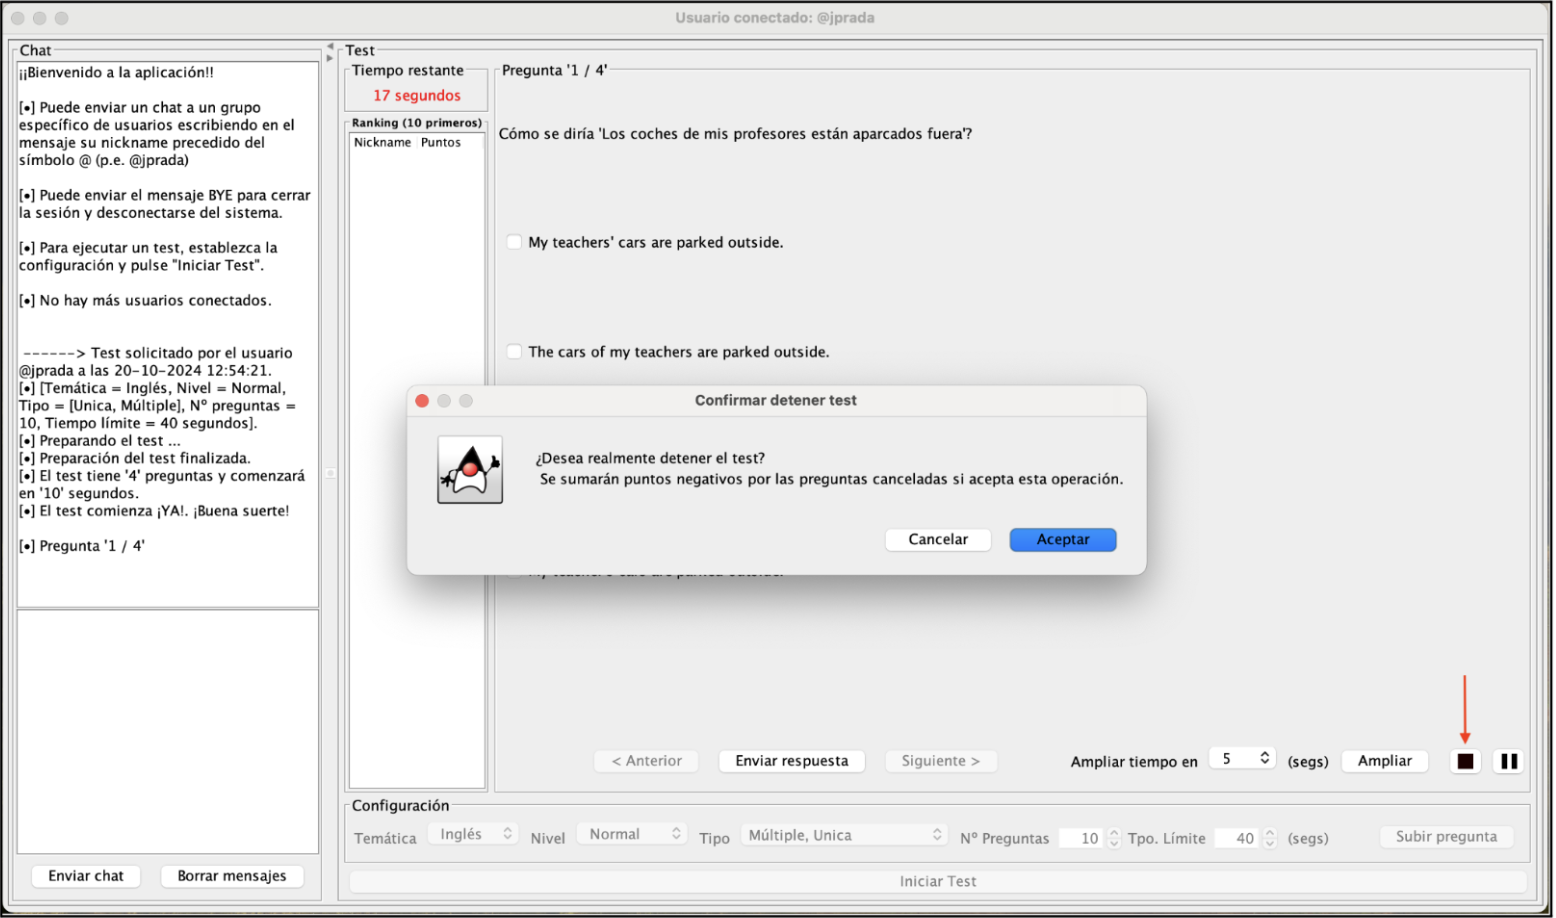 Usuario conectado: @jprada
Chat
¡¡Bienvenido a la aplicación!!
[•] Puede enviar un chat a un grupo
específico de usuarios escribiendo en el
mensaje su nickname precedido del
símbolo @ (p.e. @jprada)
[•] Puede enviar el mensaje BYE para cerrar
la sesión y desconectarse del sistema.
[•] Para ejecutar un test, establezca la
configuración y pulse "Iniciar Test".
[•] No hay más usuarios conectados.
------> Test solicitado por el usuario
@jprada a las 20-10-2024 12:54:21.
[•] [Temática = Inglés, Nivel = Normal,
Tipo = [Unica, Múltiple], Nº preguntas =
10, Tiempo límite = 40 segundos].
[•] Preparando el test ...
[•] Preparación del test finalizada.
[•] El test tiene '4' preguntas y comenzará
en '10' segundos.
[•] El test comienza ¡YA!. ¡Buena suerte!
[•] Pregunta '1 / 4'
Enviar chat
Borrar mensajes
Test
Tiempo restante
17 segundos
Ranking (10 primeros)
Nickname Puntos
Pregunta '1 / 4'
Cómo se diría 'Los coches de mis profesores están aparcados fuera'?
My teachers' cars are parked outside.
The cars of my teachers are parked outside.
Confirmar detener test
¿Desea realmente detener el test?
Se sumarán puntos negativos por las preguntas canceladas si acepta esta operación.
Cancelar
Aceptar
< Anterior
Enviar respuesta
Siguiente >
Ampliar tiempo en 5 (segs)
Ampliar
Configuración
Temática Inglés Nivel Normal Tipo Múltiple, Unica Nº Preguntas 10 Tpo. Límite 40 (segs)
Subir pregunta
Iniciar Test